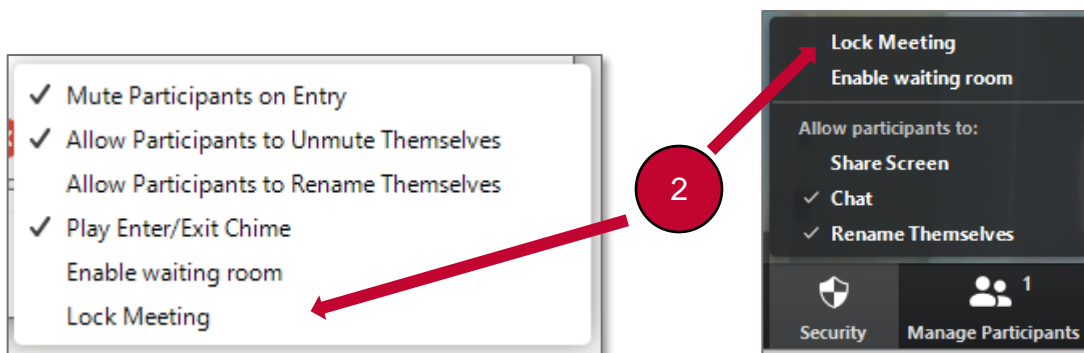 Mute Participants on Entry
Allow Participants to Unmute Themselves
Allow Participants to Rename Themselves
Play Enter/Exit Chime
Enable waiting room
Lock Meeting
2
Lock Meeting
Enable waiting room
Allow participants to:
Share Screen
Chat
Rename Themselves
1
Security Manage Participants